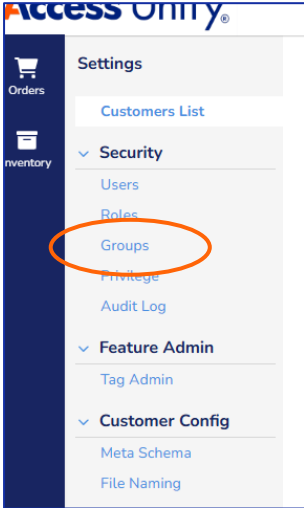 Access Unify®
Settings
Orders
Customers List
Security
nventory
Users
Roles
Groups
Privilege
Audit Log
Feature Admin
Tag Admin
Customer Config
Meta Schema
File Naming